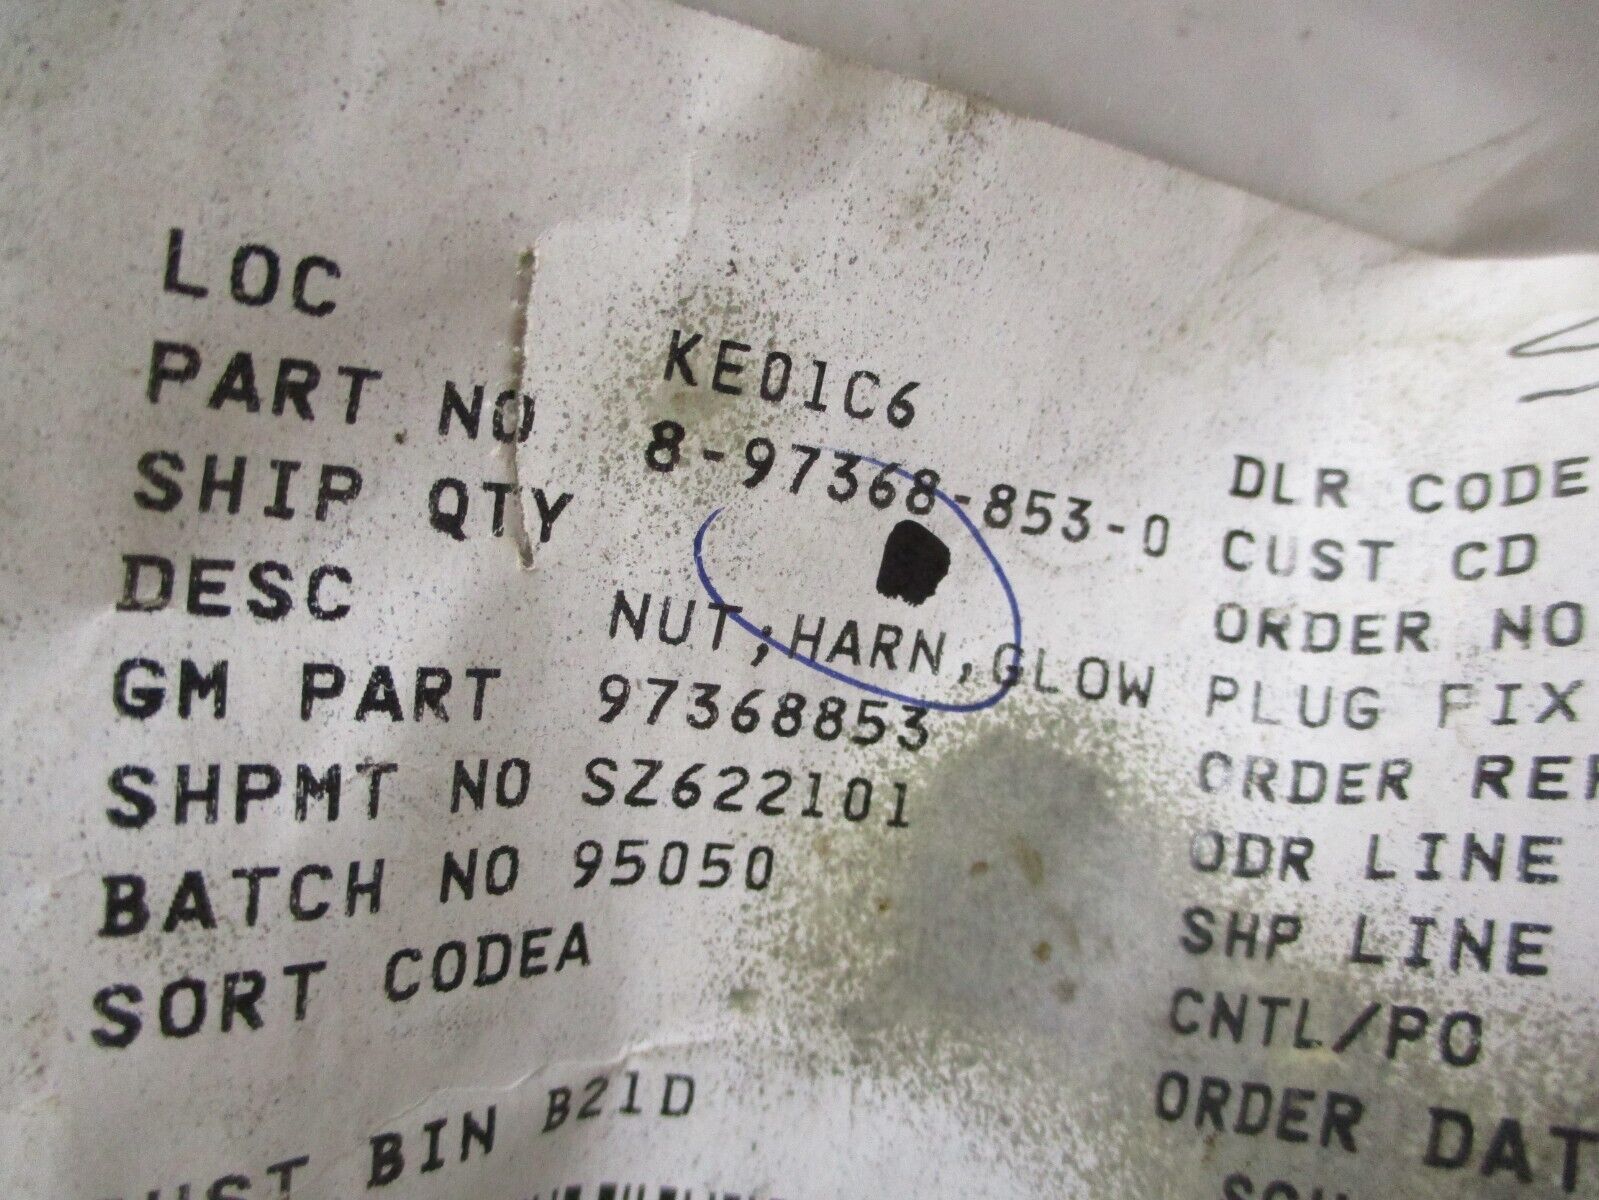 LOC KE01C6
PART NO 8-97368-853-0 DLR CODE
SHIP QTY CUST CD
DESC NUT;HARN,GLOW PLUG FIX
ORDER NO
GM PART 97368853
SHPMT NO SZ622101 ORDER REF
BATCH NO 95050 ODR LINE
SORT CODEA SHP LINE
CNTL/PO
BIN B21D ORDER DAT